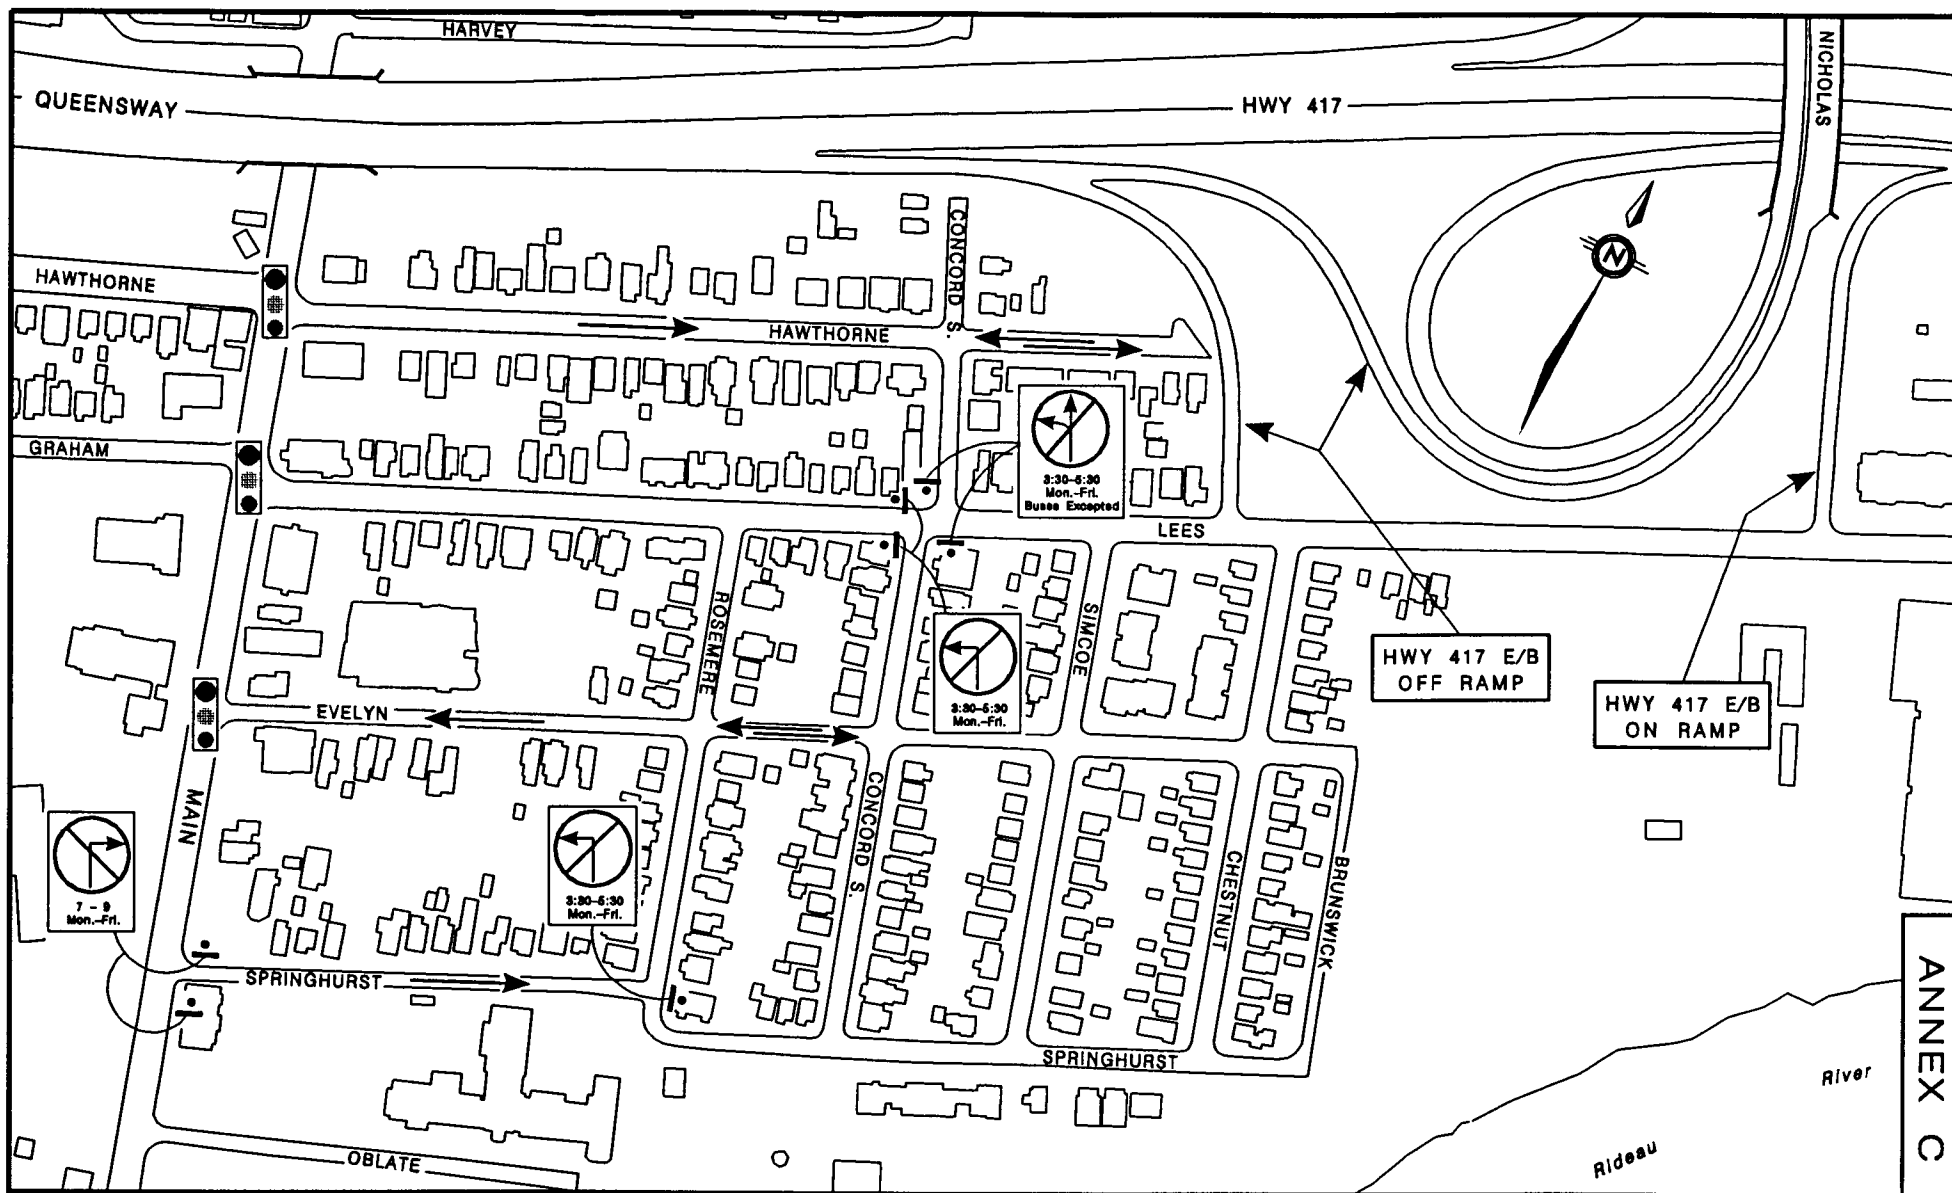 HARVEY
QUEENSWAY
HWY 417
NICHOLAS
CONCORD S.
N
HAWTHORNE
HAWTHORNE
GRAHAM
3:30-5:30
Mon.-Fri.
Buses Excepted
LEES
ROSEMERE
SIMCOE
HWY 417 E/B
OFF RAMP
3:30-5:30
Mon.-Fri.
HWY 417 E/B
ON RAMP
EVELYN
MAIN
CONCORD S.
CHESTNUT
BRUNSWICK
7 - 9
Mon.-Fri.
3:30-5:30
Mon.-Fri.
SPRINGHURST
SPRINGHURST
OBLATE
Rideau
River
ANNEX C